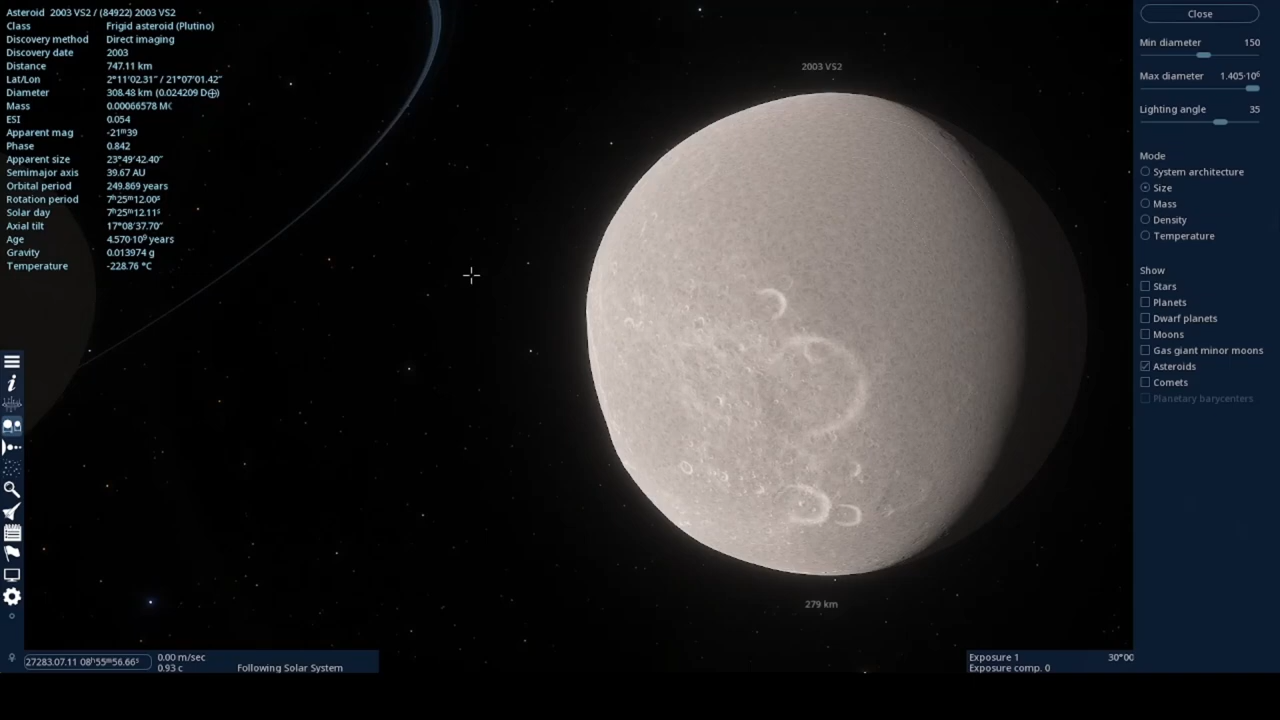 Asteroid 2003 VS2 / (84922) 2003 VS2
Class Frigid asteroid (Plutino)
Discovery method Direct imaging
Discovery date 2003
Distance 747.11 km
Lat/Lon 2°11′02.31″ / 21°07′01.42″
Diameter 308.48 km (0.024209 D⊕)
Mass 0.00066578 M☾
ESI 0.054
Apparent mag -21ᵐ39
Phase 0.842
Apparent size 23°49′42.40″
Semimajor axis 39.67 AU
Orbital period 249.869 years
Rotation period 7ʰ25ᵐ12.00ˢ
Solar day 7ʰ25ᵐ12.11ˢ
Axial tilt 17°08′37.70″
Age 4.570·10⁹ years
Gravity 0.013974 g
Temperature -228.76 °C
2003 VS2
279 km
Close
Min diameter 150
Max diameter 1.405·10⁶
Lighting angle 35
Mode
System architecture
Size
Mass
Density
Temperature
Show
Stars
Planets
Dwarf planets
Moons
Gas giant minor moons
Asteroids
Comets
Planetary barycenters
27283.07.11 08ʰ55ᵐ56.66ˢ
0.00 m/sec
0.93 c
Following Solar System
Exposure 1 30°00
Exposure comp. 0